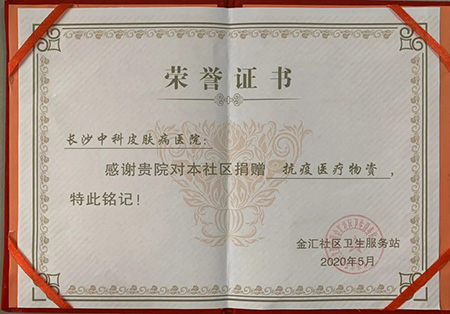 荣誉证书
长沙中科皮肤病医院:
感谢贵院对本社区捐赠 抗疫医疗物资,
特此铭记!
金汇社区卫生服务站
2020年5月